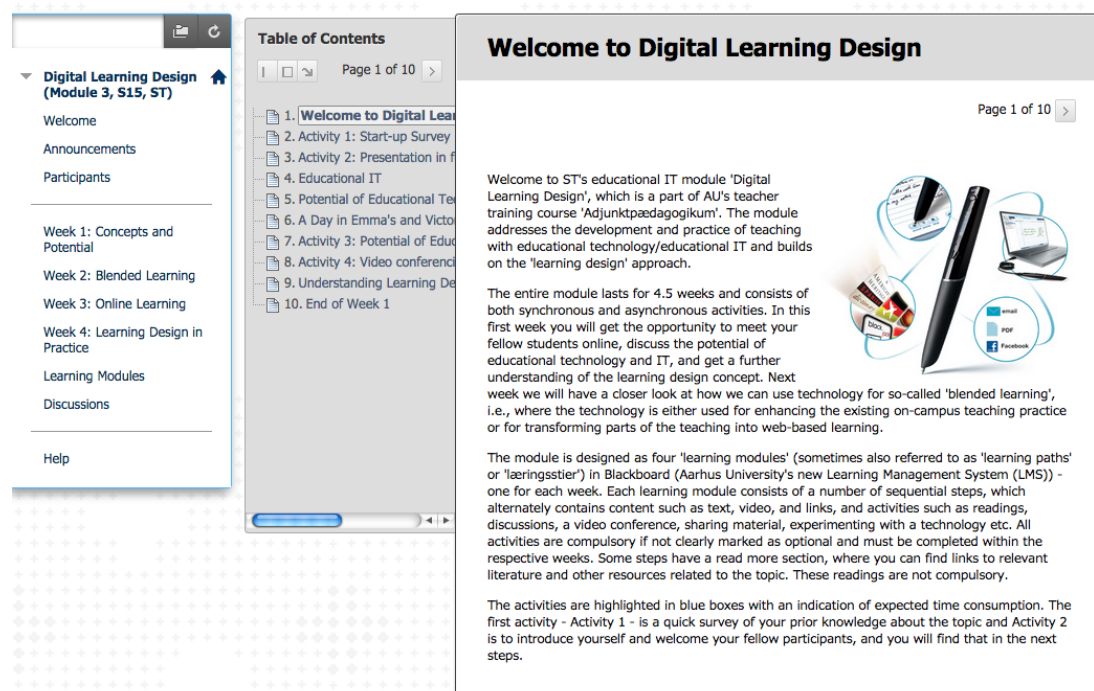 Digital Learning Design
(Module 3, S15, ST)
Welcome
Announcements
Participants
Week 1: Concepts and
Potential
Week 2: Blended Learning
Week 3: Online Learning
Week 4: Learning Design in
Practice
Learning Modules
Discussions
Help
Table of Contents
Page 1 of 10
1. Welcome to Digital Lear
2. Activity 1: Start-up Survey
3. Activity 2: Presentation in f
4. Educational IT
5. Potential of Educational Te
6. A Day in Emma's and Victo
7. Activity 3: Potential of Educ
8. Activity 4: Video conferenci
9. Understanding Learning De
10. End of Week 1
Welcome to Digital Learning Design
Page 1 of 10
Welcome to ST's educational IT module 'Digital
Learning Design', which is a part of AU's teacher
training course 'Adjunktpædagogikum'. The module
addresses the development and practice of teaching
with educational technology/educational IT and builds
on the 'learning design' approach.
The entire module lasts for 4.5 weeks and consists of
both synchronous and asynchronous activities. In this
first week you will get the opportunity to meet your
fellow students online, discuss the potential of
educational technology and IT, and get a further
understanding of the learning design concept. Next
week we will have a closer look at how we can use technology for so-called 'blended learning',
i.e., where the technology is either used for enhancing the existing on-campus teaching practice
or for transforming parts of the teaching into web-based learning.
email
PDF
Facebook
The module is designed as four 'learning modules' (sometimes also referred to as 'learning paths'
or 'læringsstier') in Blackboard (Aarhus University's new Learning Management System (LMS)) -
one for each week. Each learning module consists of a number of sequential steps, which
alternately contains content such as text, video, and links, and activities such as readings,
discussions, a video conference, sharing material, experimenting with a technology etc. All
activities are compulsory if not clearly marked as optional and must be completed within the
respective weeks. Some steps have a read more section, where you can find links to relevant
literature and other resources related to the topic. These readings are not compulsory.
The activities are highlighted in blue boxes with an indication of expected time consumption. The
first activity - Activity 1 - is a quick survey of your prior knowledge about the topic and Activity 2
is to introduce yourself and welcome your fellow participants, and you will find that in the next
steps.